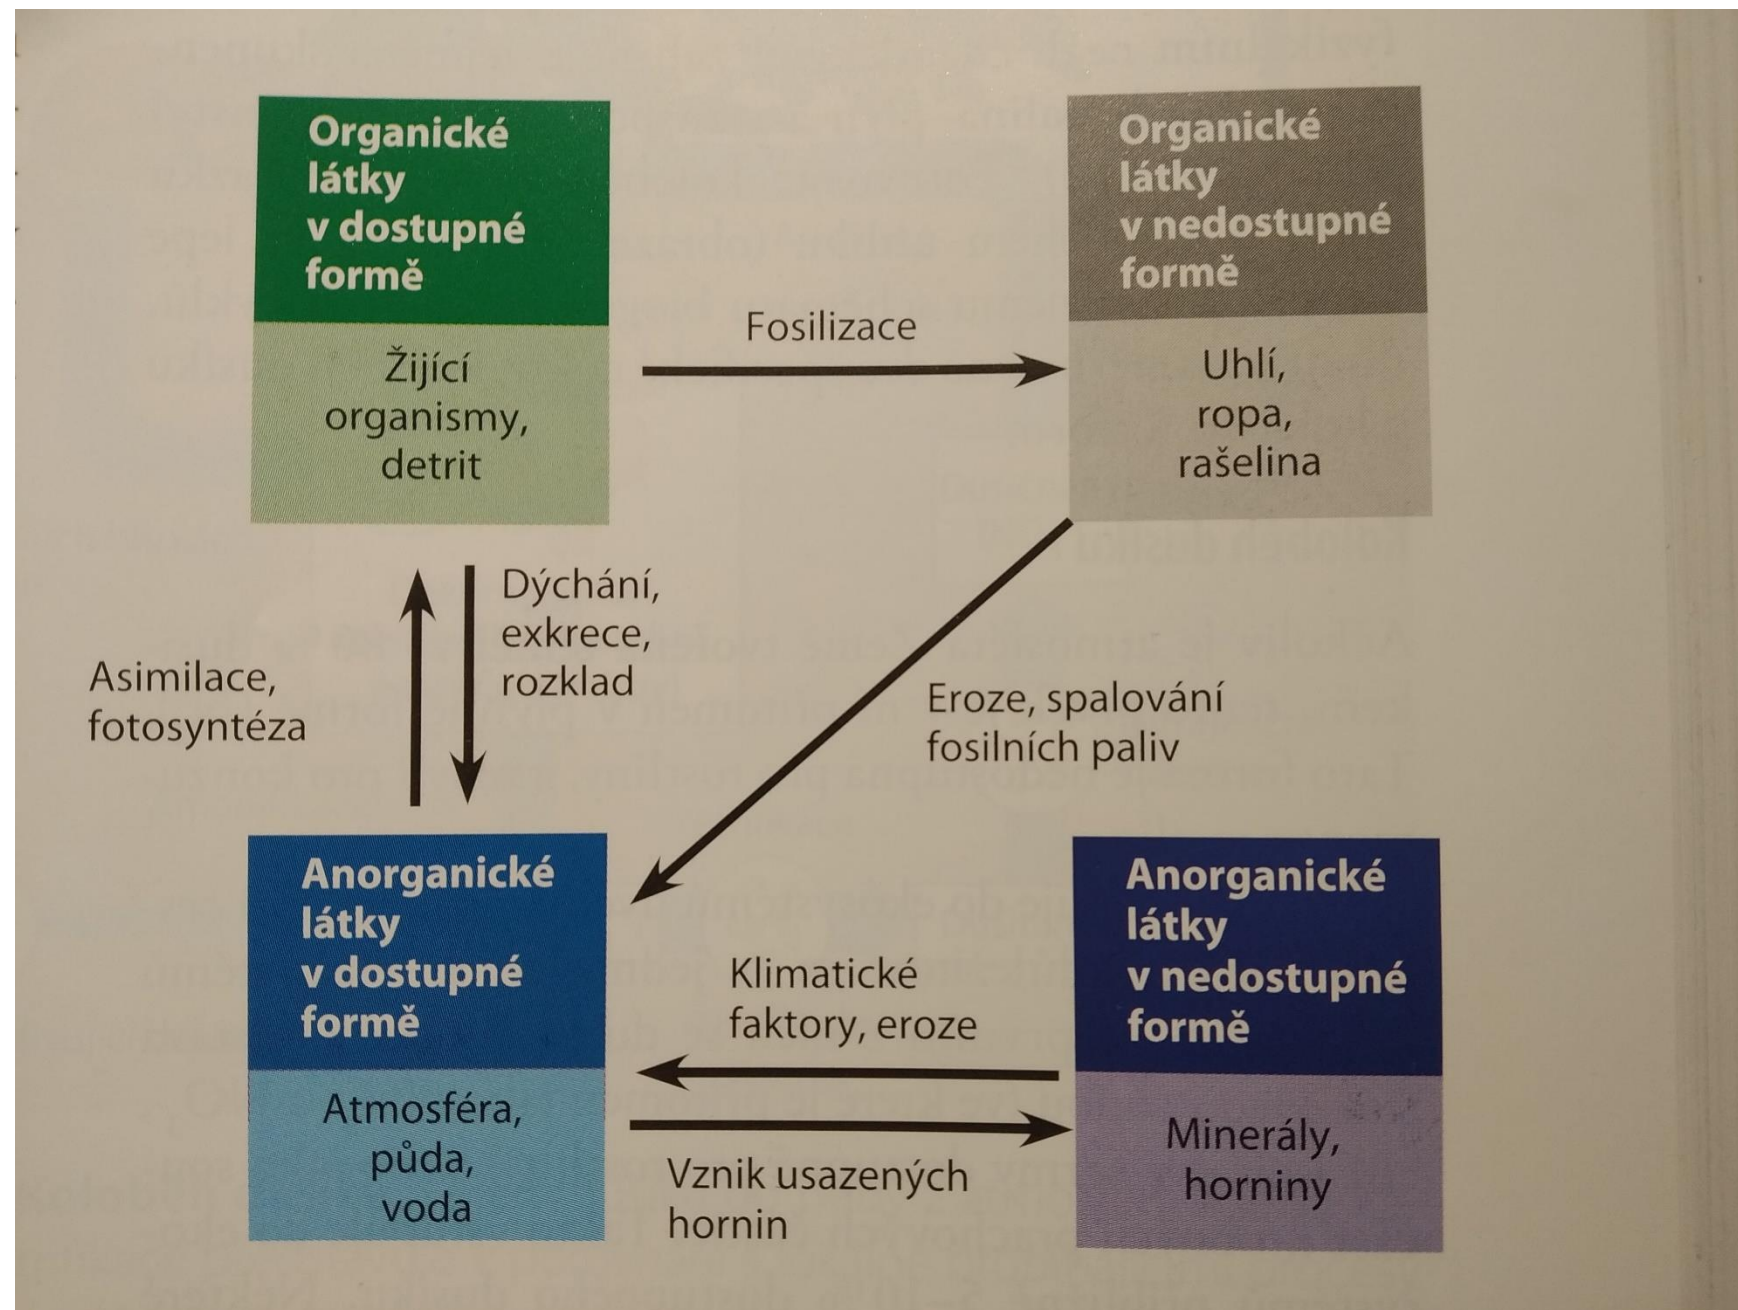 Organické
látky
v dostupné
formě
Žijící
organismy,
detrit
Fosilizace
Organické
látky
v nedostupné
formě
Uhlí,
ropa,
rašelina
Asimilace,
fotosyntéza
Dýchání,
exkrece,
rozklad
Eroze, spalování
fosilních paliv
Anorganické
látky
v dostupné
formě
Atmosféra,
půda,
voda
Klimatické
faktory, eroze
Vznik usazených
hornin
Anorganické
látky
v nedostupné
formě
Minerály,
horniny